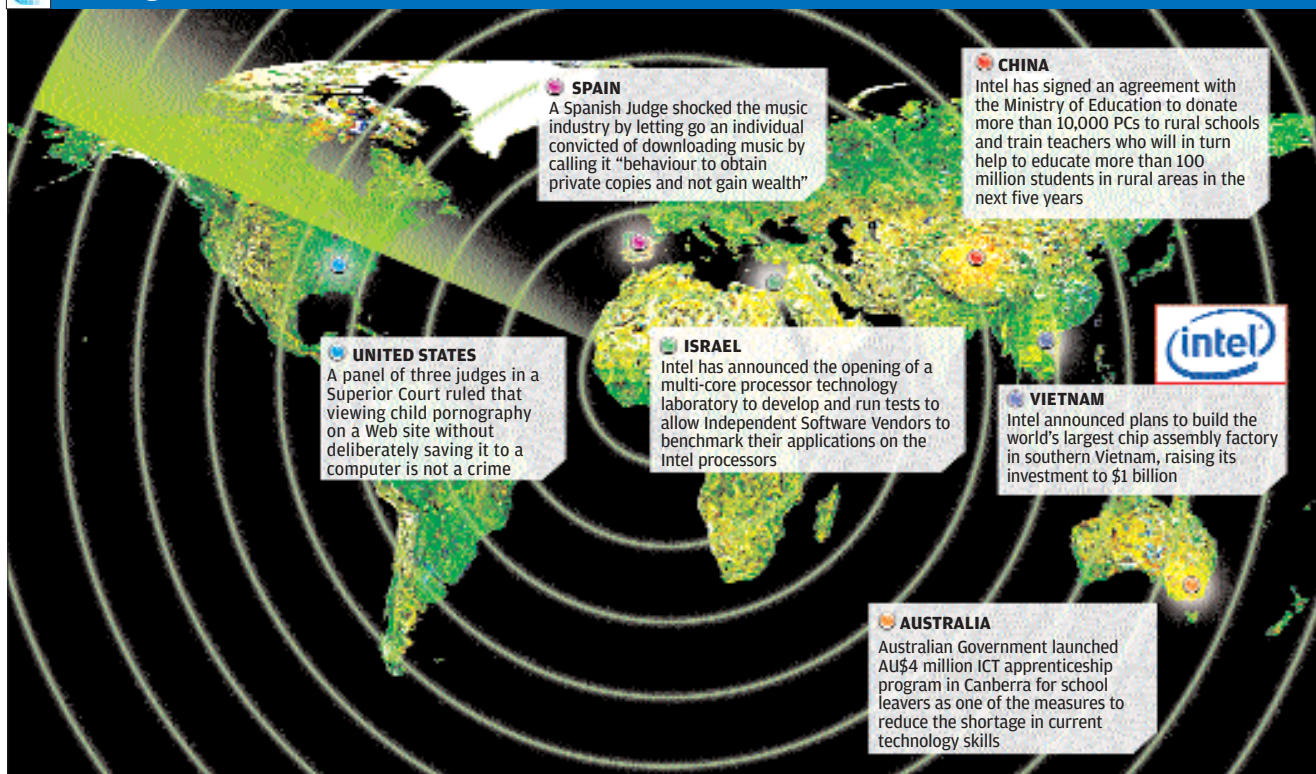 SPAIN
A Spanish Judge shocked the music
industry by letting go an individual
convicted of downloading music by
calling it “behaviour to obtain
private copies and not gain wealth”
CHINA
Intel has signed an agreement with
the Ministry of Education to donate
more than 10,000 PCs to rural schools
and train teachers who will in turn
help to educate more than 100
million students in rural areas in the
next five years
UNITED STATES
A panel of three judges in a
Superior Court ruled that
viewing child pornography
on a Web site without
deliberately saving it to a
computer is not a crime
ISRAEL
Intel has announced the opening of a
multi-core processor technology
laboratory to develop and run tests to
allow Independent Software Vendors to
benchmark their applications on the
Intel processors
intel
VIETNAM
Intel announced plans to build the
world’s largest chip assembly factory
in southern Vietnam, raising its
investment to $1 billion
AUSTRALIA
Australian Government launched
AU$4 million ICT apprenticeship
program in Canberra for school
leavers as one of the measures to
reduce the shortage in current
technology skills